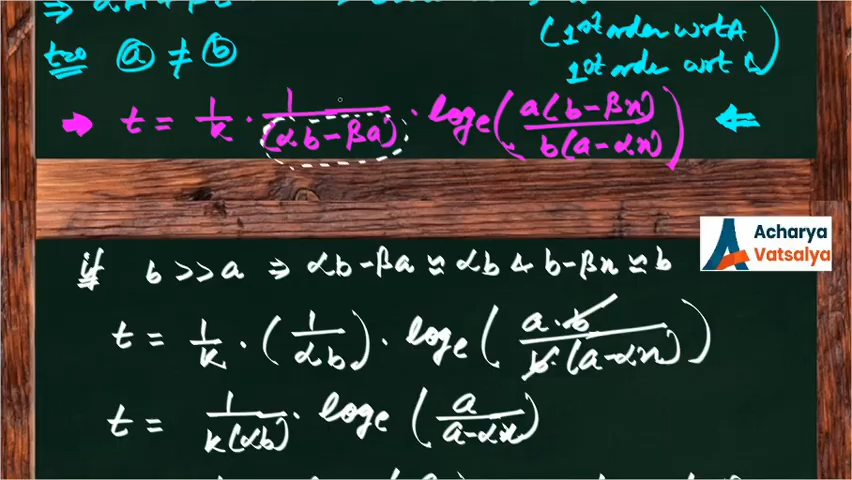 (1st order wrt A
t=0 a ≠ b
1st order wrt B)
⇒ t = 1/k · 1/(αb-βa) · loge(a(b-βx)/b(a-αx)) ⇐
Acharya
Vatsalya
if b >> a ⇒ αb-βa ≃ αb & b-βx ≃ b
t = 1/k · (1/αb) · loge(a·b/b·(a-αx))
t = 1/k(αb) · loge(a/a-αx)